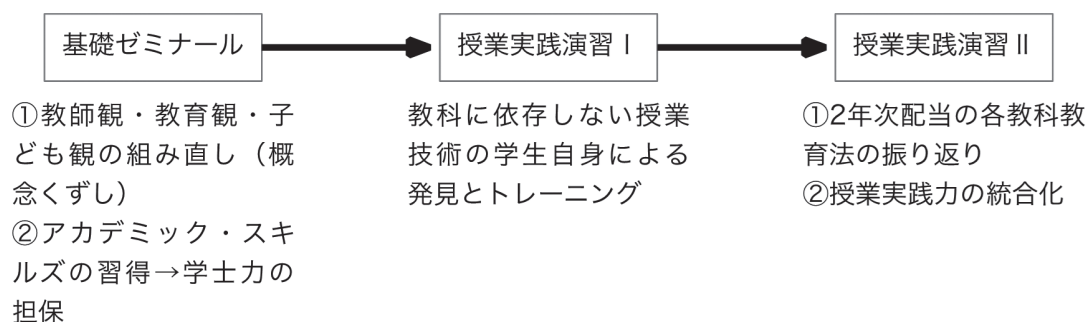 基礎ゼミナール
授業実践演習Ⅰ
授業実践演習Ⅱ
①教師観・教育観・子
ども観の組み直し（概
念くずし）
②アカデミック・スキ
ルズの習得→学士力の
担保
教科に依存しない授業
技術の学生自身による
発見とトレーニング
①2年次配当の各教科教
育法の振り返り
②授業実践力の統合化